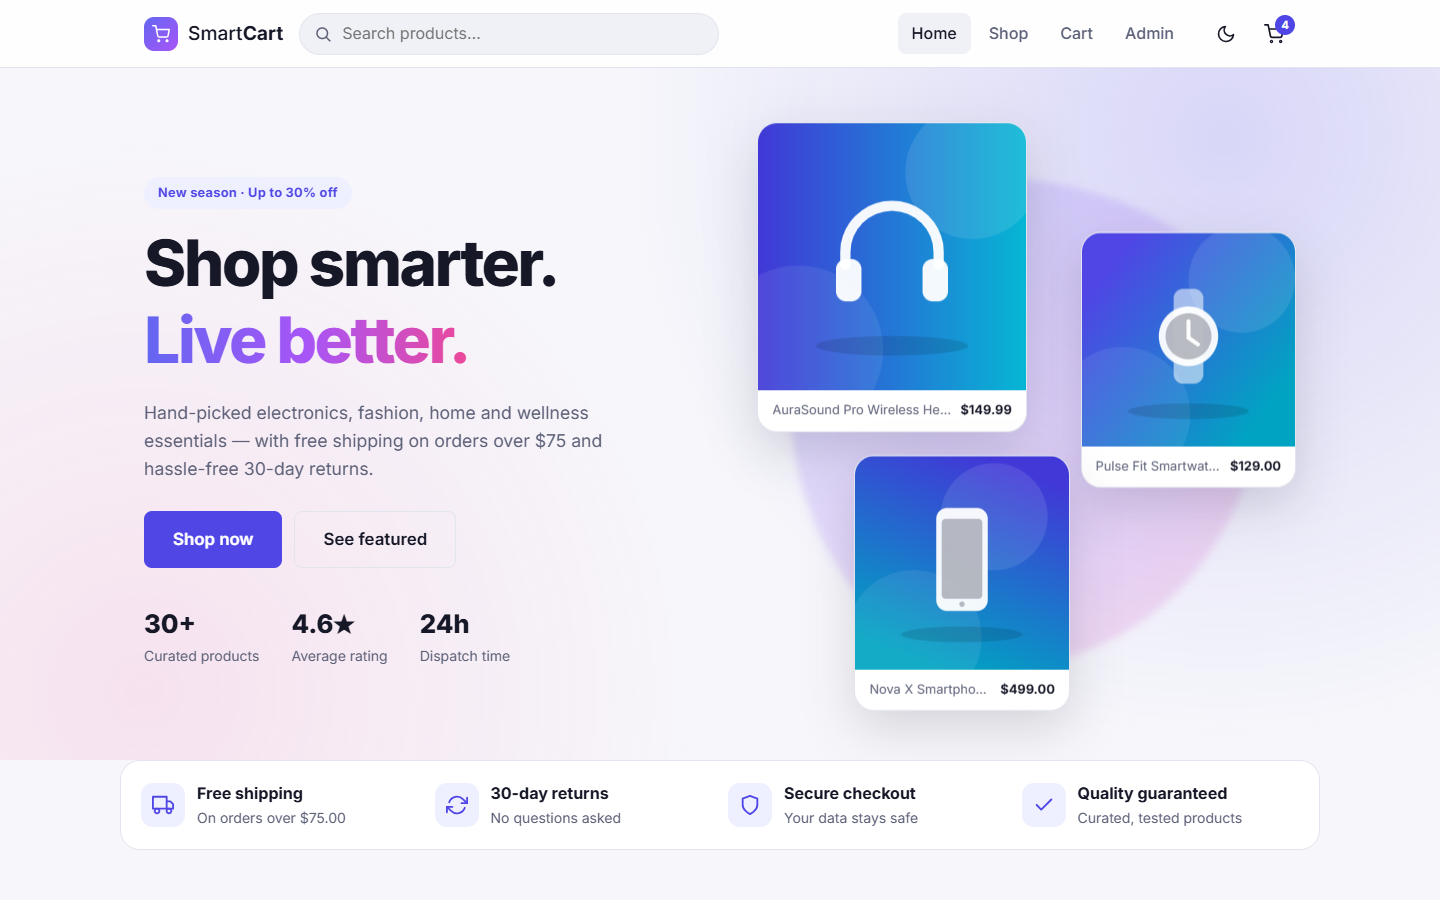 SmartCart
Search products...
Home
Shop
Cart
Admin
4
New season · Up to 30% off
Shop smarter.
Live better.
Hand-picked electronics, fashion, home and wellness
essentials — with free shipping on orders over $75 and
hassle-free 30-day returns.
Shop now
See featured
30+
Curated products
4.6★
Average rating
24h
Dispatch time
AuraSound Pro Wireless He... $149.99
Pulse Fit Smartwat... $129.00
Nova X Smartpho... $499.00
Free shipping
On orders over $75.00
30-day returns
No questions asked
Secure checkout
Your data stays safe
Quality guaranteed
Curated, tested products